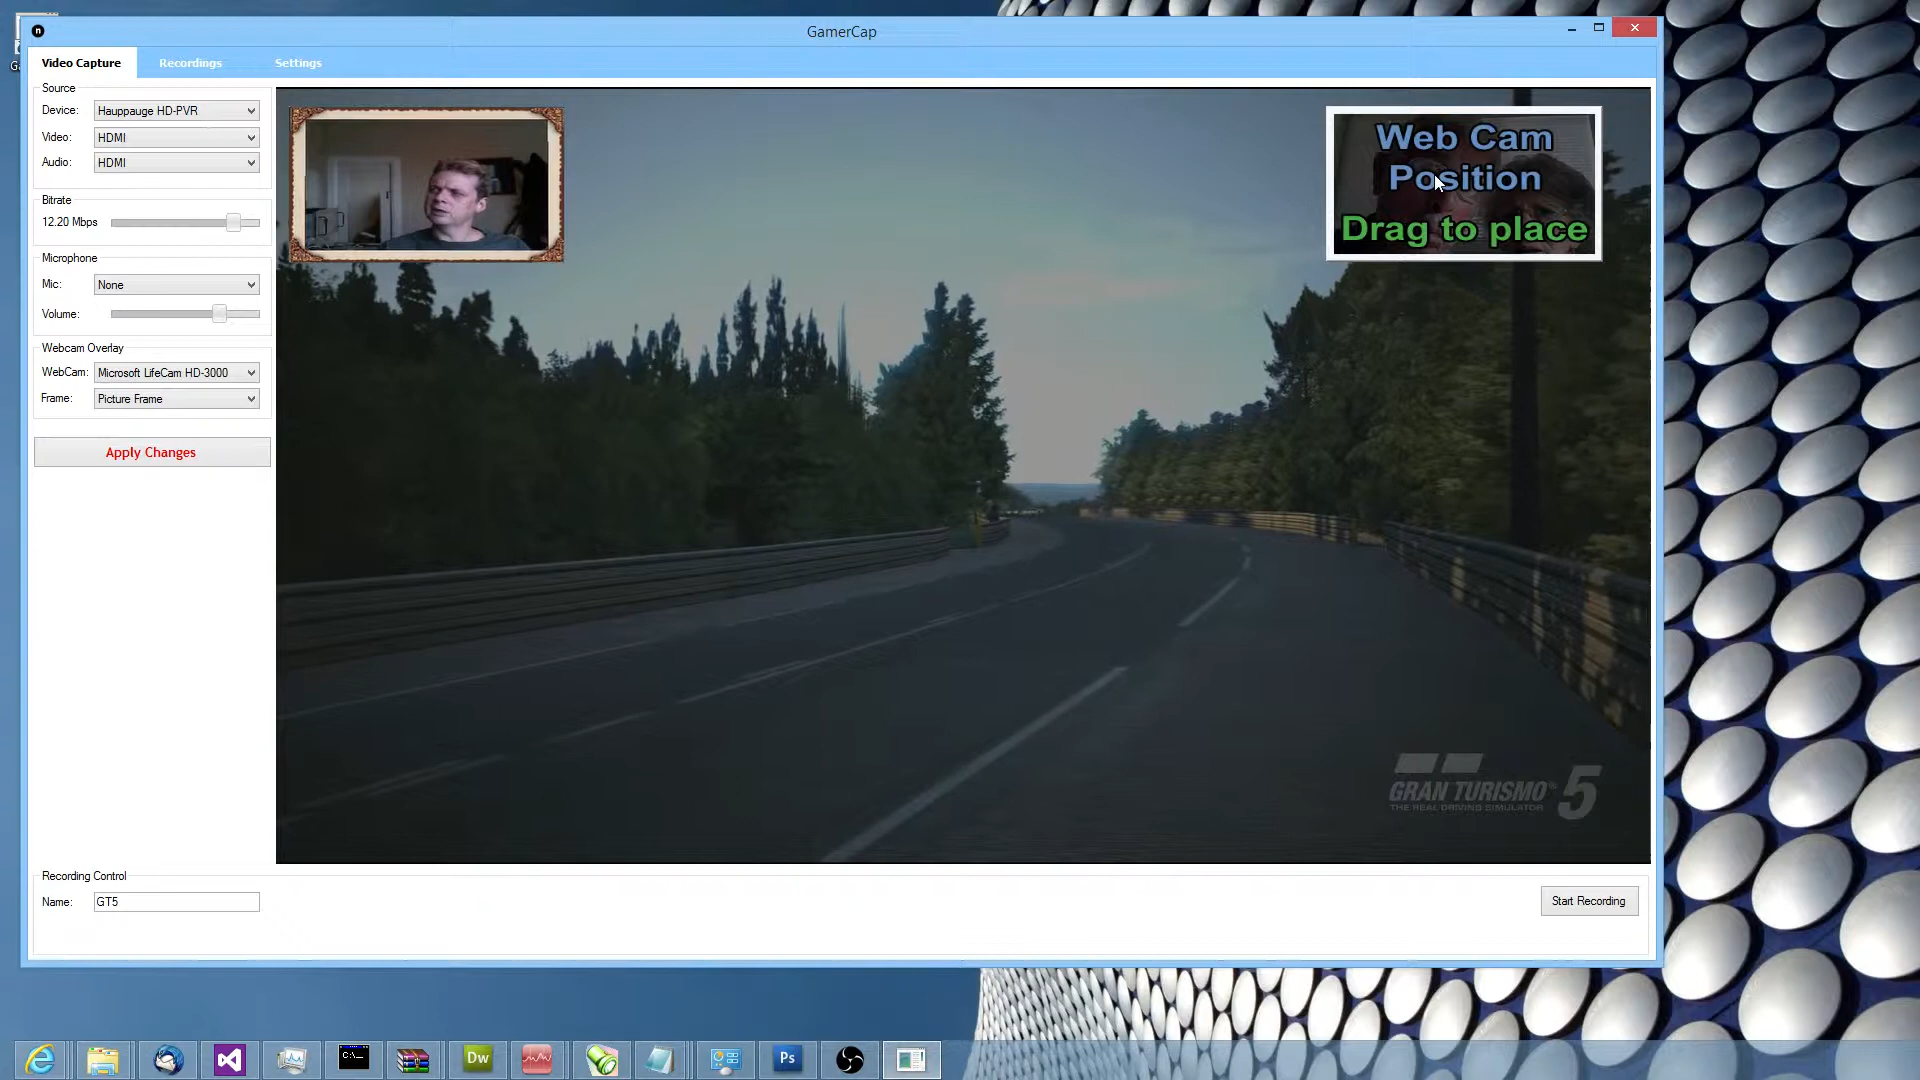 GamerCap
Video Capture
Recordings
Settings
Source
Device:
Hauppauge HD-PVR
Video:
HDMI
Audio:
HDMI
Bitrate
12.20 Mbps
Microphone
Mic:
None
Volume:
Webcam Overlay
WebCam:
Microsoft LifeCam HD-3000
Frame:
Picture Frame
Apply Changes
Web Cam
Position
Drag to place
GRAN TURISMO® 5
THE REAL DRIVING SIMULATOR
Recording Control
Name:
GT5
Start Recording
C:\_
Dw
Ps